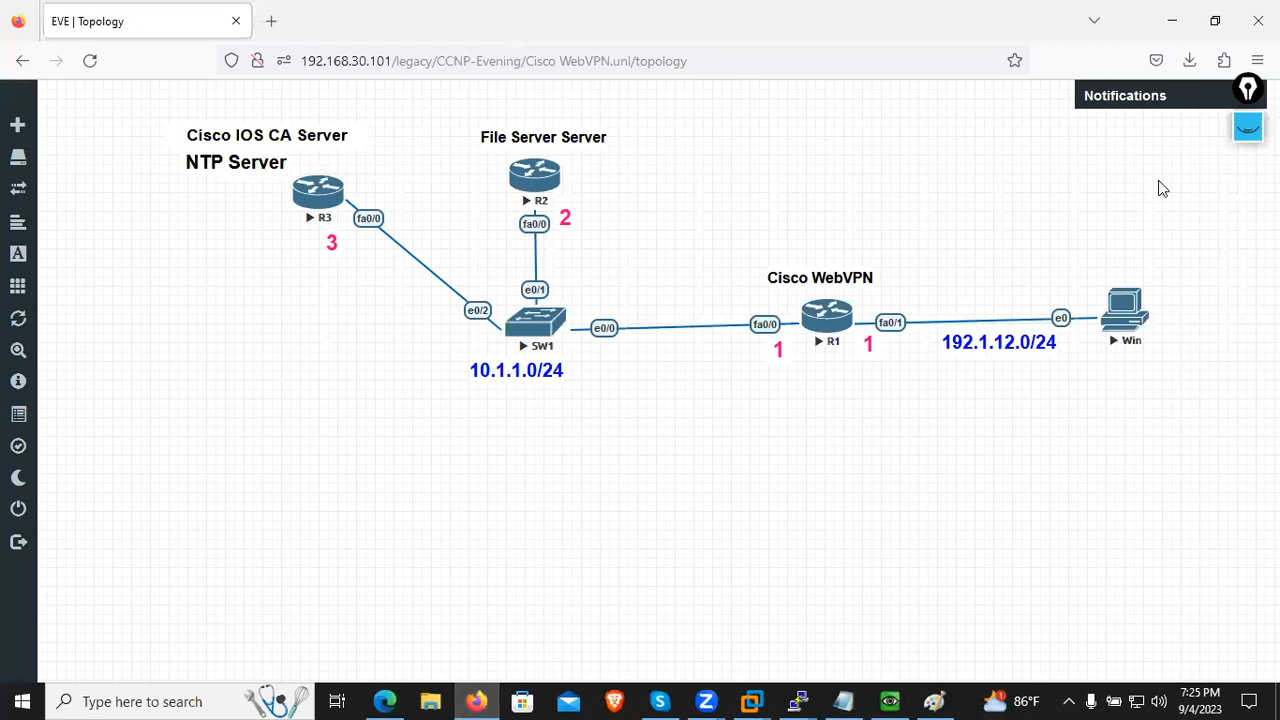 EVE | Topology
192.168.30.101/legacy/CCNP-Evening/Cisco WebVPN.unl/topology
Notifications
Cisco IOS CA Server
NTP Server
File Server Server
R3
fa0/0
3
R2
fa0/0
2
e0/2
e0/1
SW1
e0/0
10.1.1.0/24
Cisco WebVPN
fa0/0
R1
fa0/1
1
1
e0
192.1.12.0/24
Win
Type here to search
86°F
7:25 PM
9/4/2023